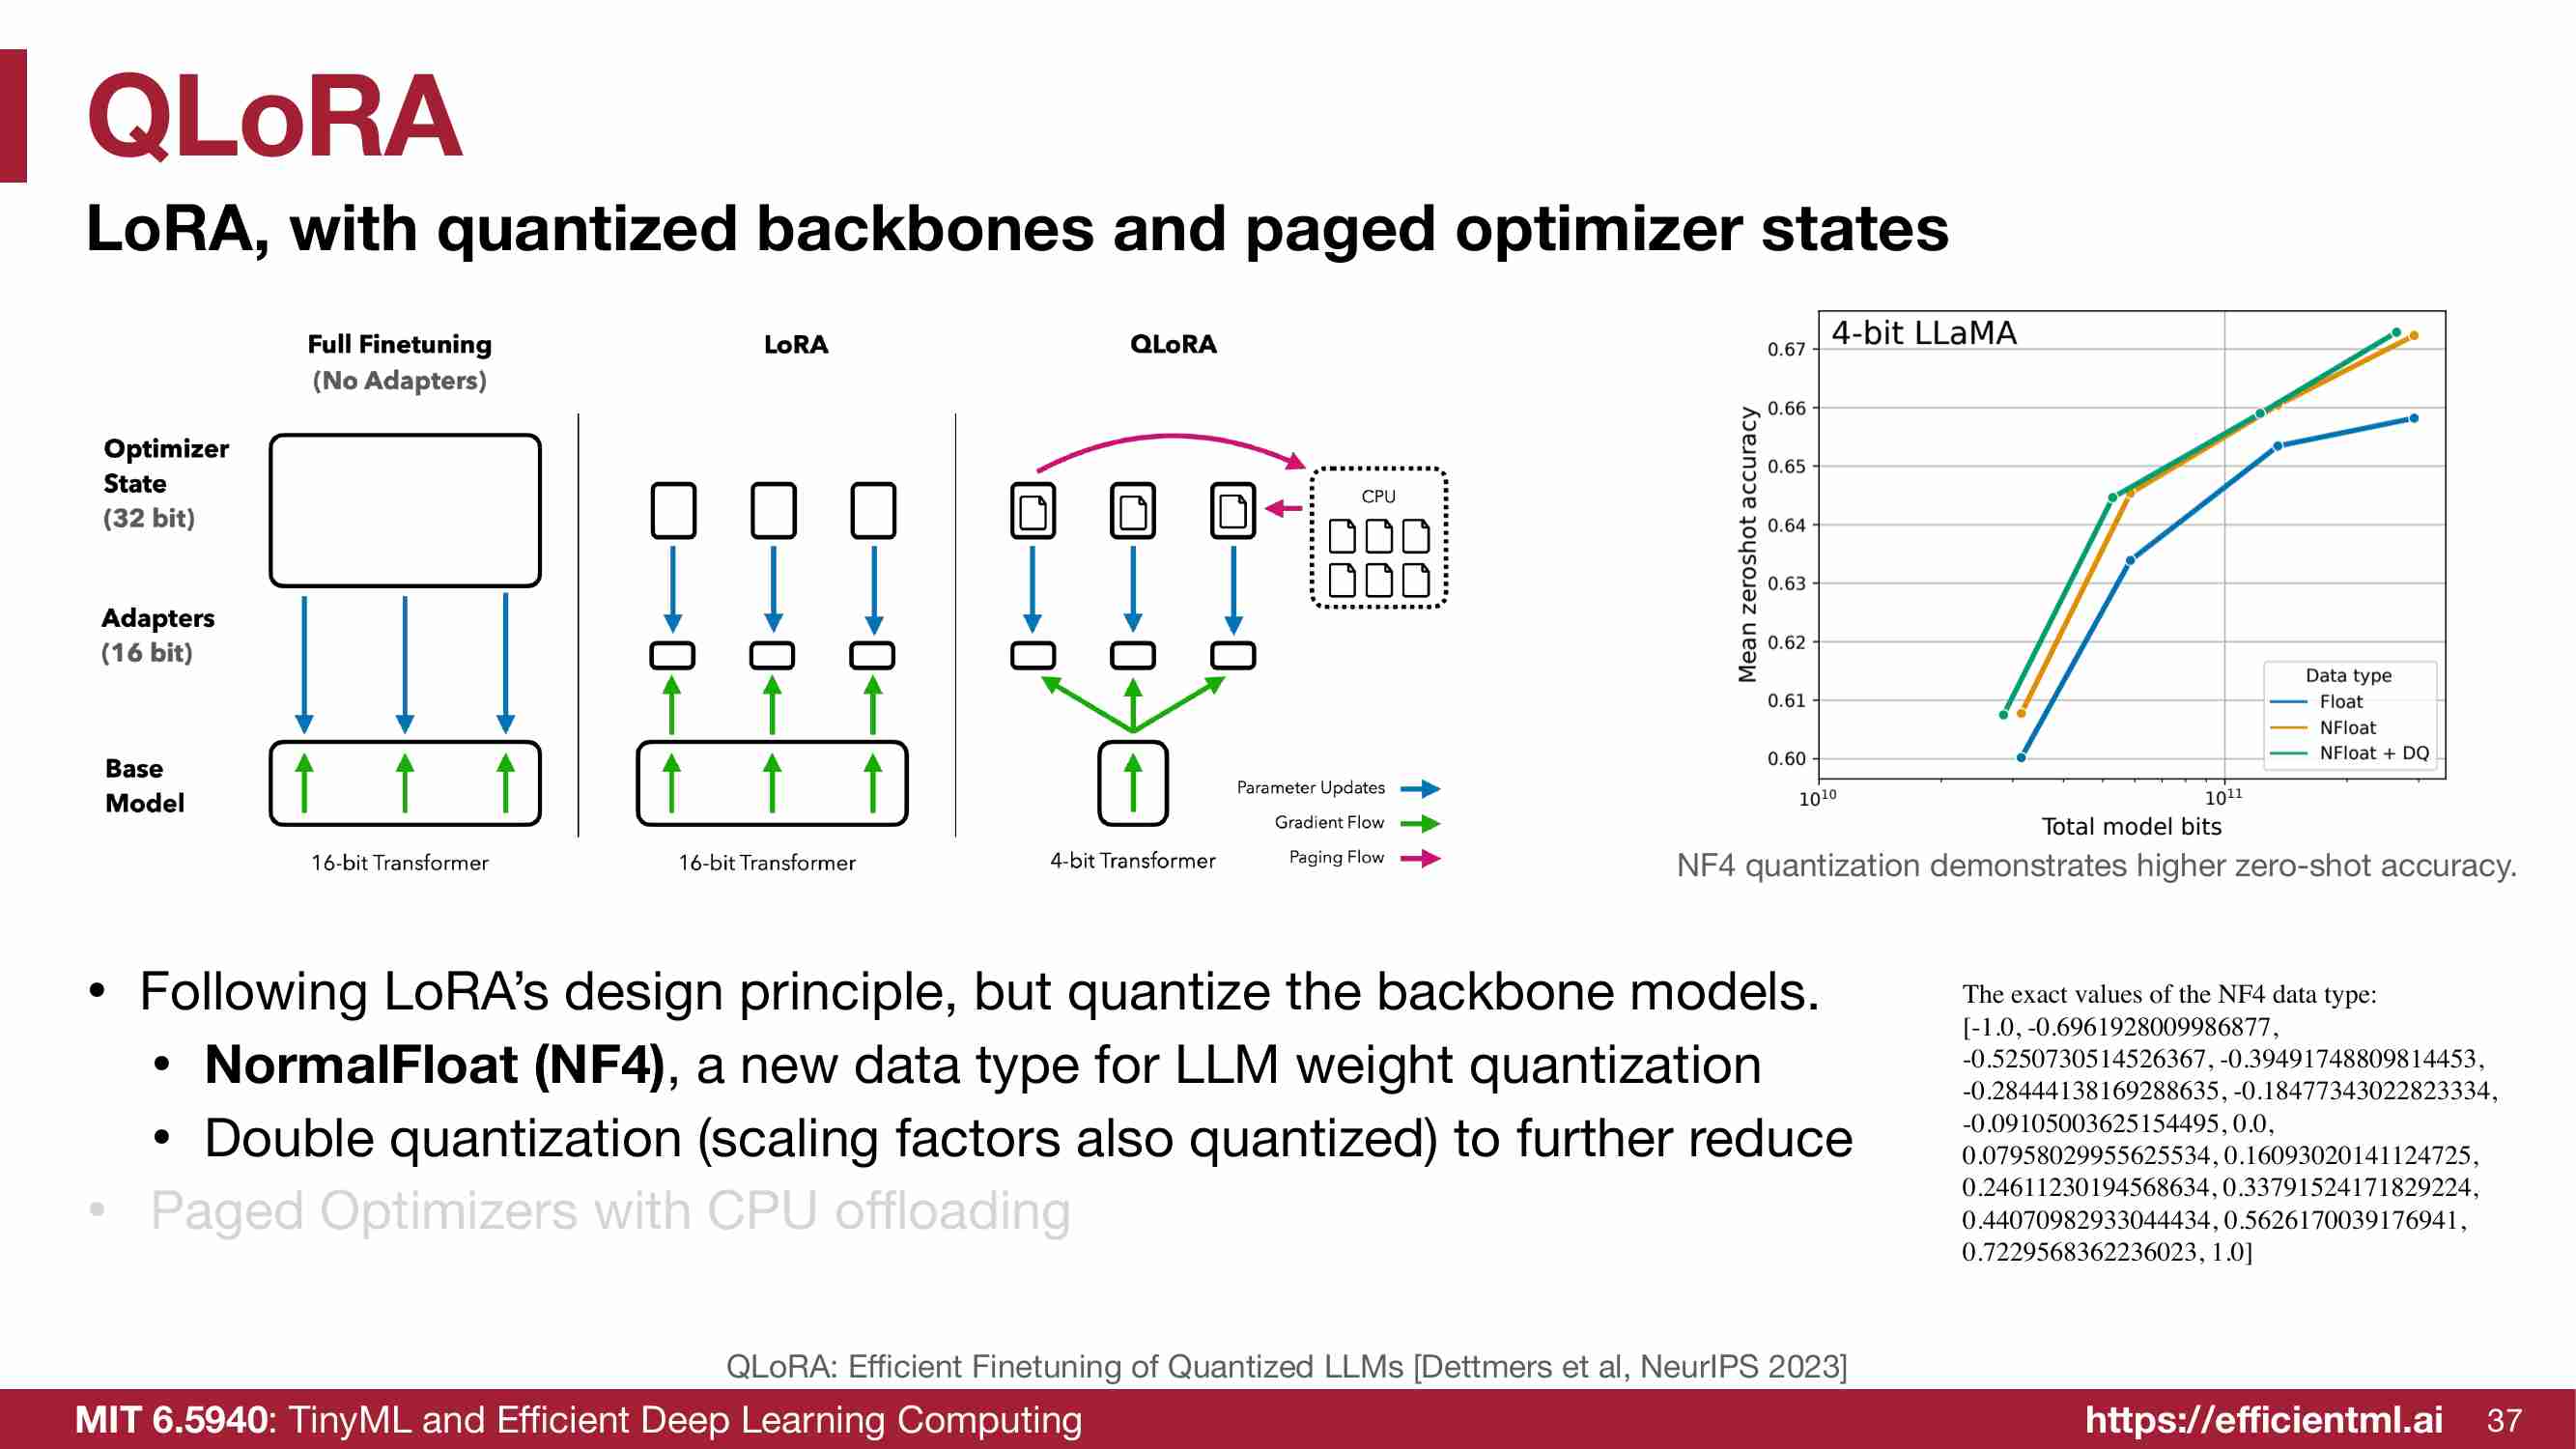 QLoRA
LoRA, with quantized backbones and paged optimizer states
Full Finetuning
(No Adapters)
LoRA
QLoRA
Optimizer
State
(32 bit)
CPU
Adapters
(16 bit)
Base
Model
Parameter Updates
Gradient Flow
Paging Flow
16-bit Transformer
16-bit Transformer
4-bit Transformer
4-bit LLaMA
Mean zeroshot accuracy
0.67
0.66
0.65
0.64
0.63
0.62
0.61
0.60
Data type
Float
NFloat
NFloat + DQ
10¹⁰
10¹¹
Total model bits
NF4 quantization demonstrates higher zero-shot accuracy.
• Following LoRA’s design principle, but quantize the backbone models.
• NormalFloat (NF4), a new data type for LLM weight quantization
• Double quantization (scaling factors also quantized) to further reduce
• Paged Optimizers with CPU offloading
The exact values of the NF4 data type:
[-1.0, -0.6961928009986877,
-0.5250730514526367, -0.39491748809814453,
-0.28444138169288635, -0.18477343022823334,
-0.09105003625154495, 0.0,
0.07958029955625534, 0.16093020141124725,
0.24611230194568634, 0.33791524171829224,
0.44070982933044434, 0.5626170039176941,
0.7229568362236023, 1.0]
QLoRA: Efficient Finetuning of Quantized LLMs [Dettmers et al, NeurIPS 2023]
MIT 6.5940: TinyML and Efficient Deep Learning Computing
https://efficientml.ai
37